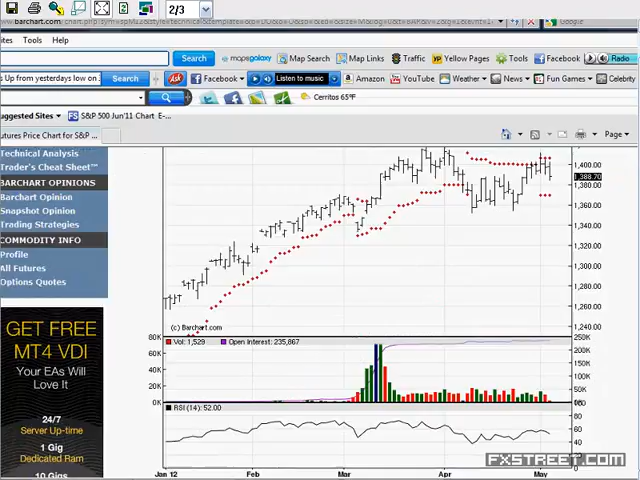 2/3
ites Tools
Search mapsgalaxy Map Search Map Links Traffic Yellow Pages Tools Facebook Radio
s Up from yesterdays low on . Search Ask Facebook Listen to music Amazon YouTube Weather News Fun Games Celebrity
Cerritos 65°F
uggested Sites S&P 500 Jun'11 Chart E-...
utures Price Chart for S&P ...
Page
Technical Analysis
Trader's Cheat Sheet™
BARCHART OPINIONS
Barchart Opinion
Snapshot Opinion
Trading Strategies
COMMODITY INFO
Profile
All Futures
Options Quotes
GET FREE
MT4 VDI
Your EAs Will
Love It
24/7
Server Up-time
1 Gig
Dedicated Ram
10 Gigs
1,400.00
1,388.70
1,380.00
1,360.00
1,340.00
1,320.00
1,300.00
1,280.00
1,260.00
1,240.00
(c) Barchart.com
Vol: 1,529 Open Interest: 235,867
80K
60K
40K
20K
0K
250K
200K
150K
100K
50K
RSI (14): 52.00
80
60
40
Jan 12 Feb Mar Apr May
FXSTREET.COM